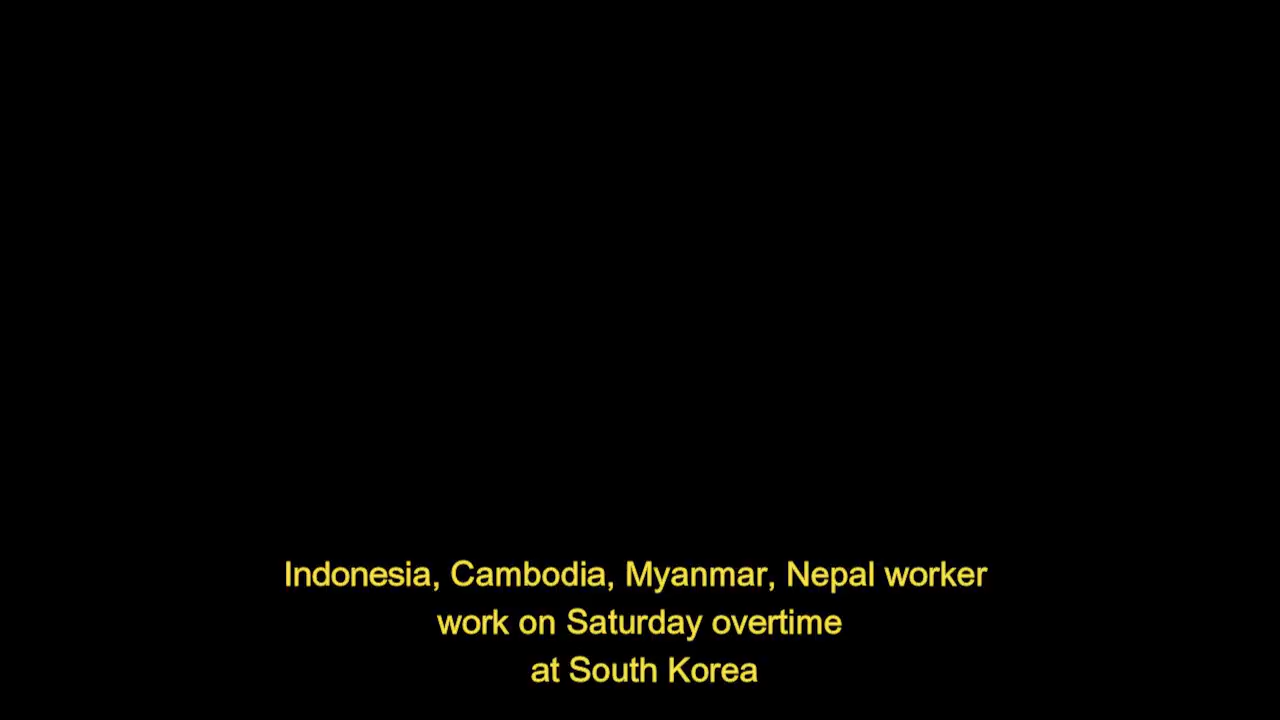 Indonesia, Cambodia, Myanmar, Nepal worker
work on Saturday overtime
at South Korea